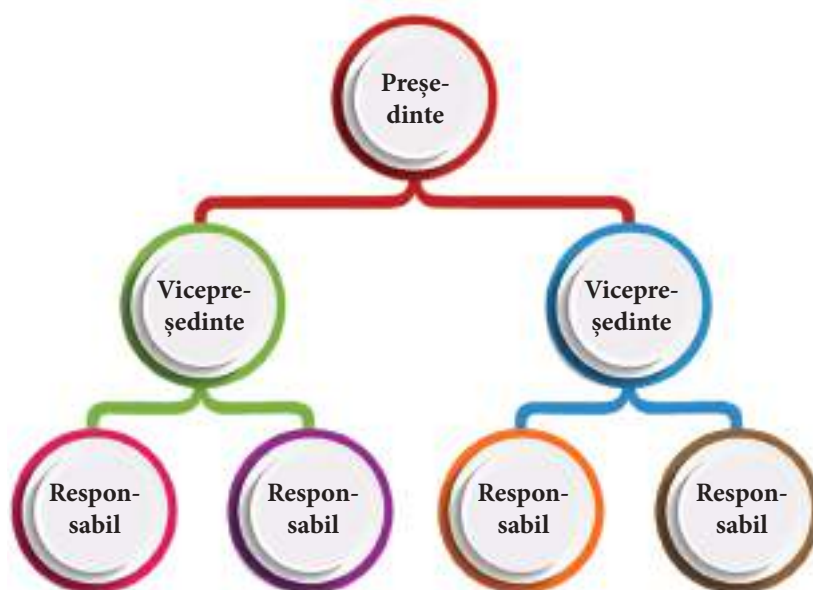 Preșe-
dinte
Vicepre-
ședinte
Vicepre-
ședinte
Respon-
sabil
Respon-
sabil
Respon-
sabil
Respon-
sabil